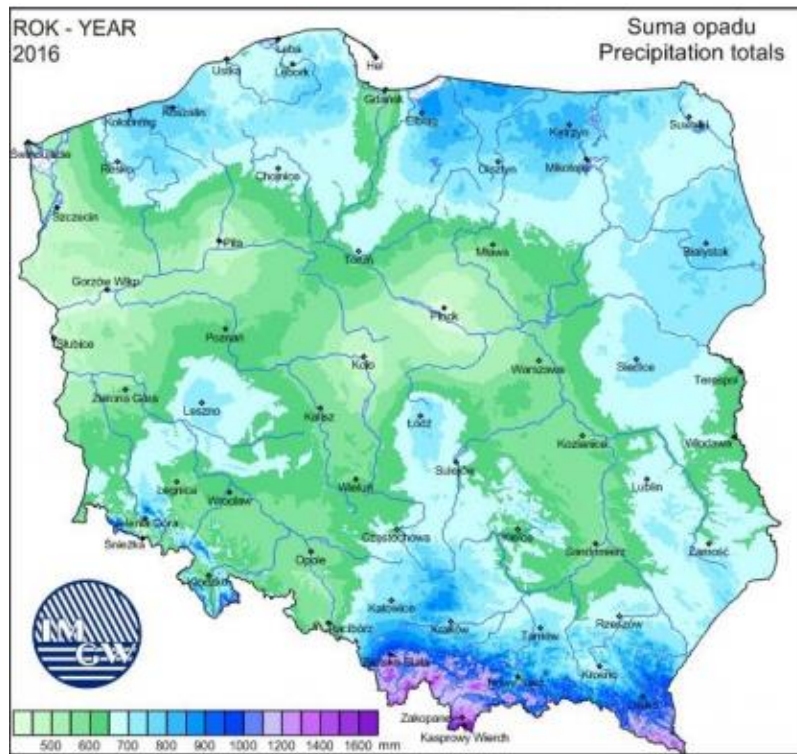 ROK - YEAR
2016
Suma opadu
Precipitation totals
Łeba
Ustka
Lębork
Hel
Gdańsk
Kołobrzeg
Koszalin
Elbląg
Kętrzyn
Suwałki
Świnoujście
Resko
Chojnice
Olsztyn
Mikołajki
Szczecin
Piła
Toruń
Mława
Białystok
Gorzów Wlkp
Płock
Słubice
Poznań
Koło
Warszawa
Siedlce
Terespol
Zielona Góra
Leszno
Kalisz
Łódź
Kozienice
Włodawa
Sulejów
Legnica
Wrocław
Wieluń
Lublin
Jelenia Góra
Śnieżka
Częstochowa
Kielce
Sandomierz
Zamość
Opole
Kłodzko
Katowice
Racibórz
Kraków
Tarnów
Rzeszów
Bielsko Biała
Krosno
Lesko
Zakopane
Kasprowy Wierch
IM
GW
500 600 700 800 900 1000 1200 1400 1600 mm